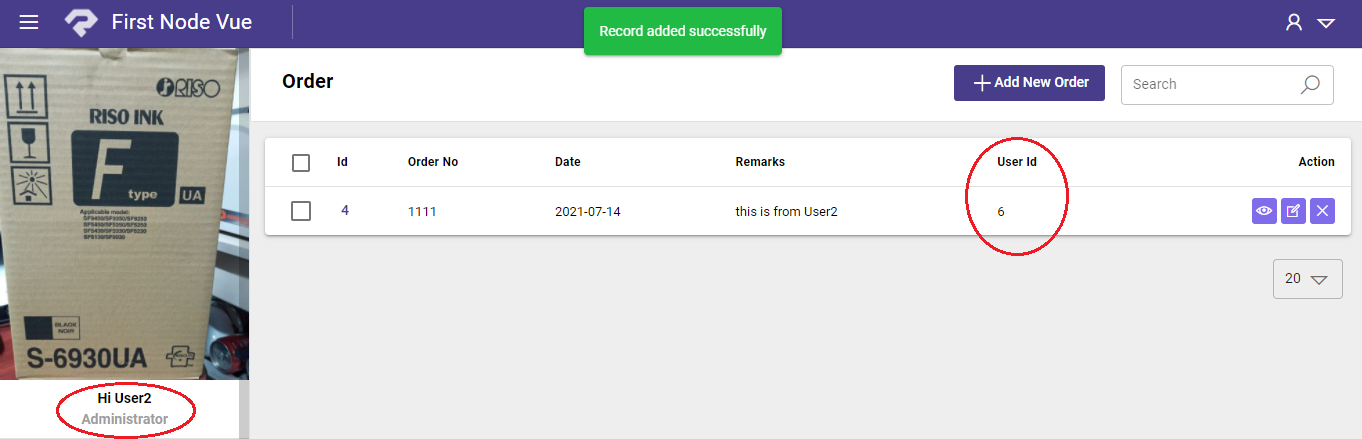 First Node Vue
Record added successfully
RISO
RISO INK
F
type
UA
Applicable model:
BLACK
NOIR
S-6930UA
Hi User2
Administrator
Order
Add New Order
Search
Id Order No Date Remarks User Id Action
4 1111 2021-07-14 this is from User2 6
20